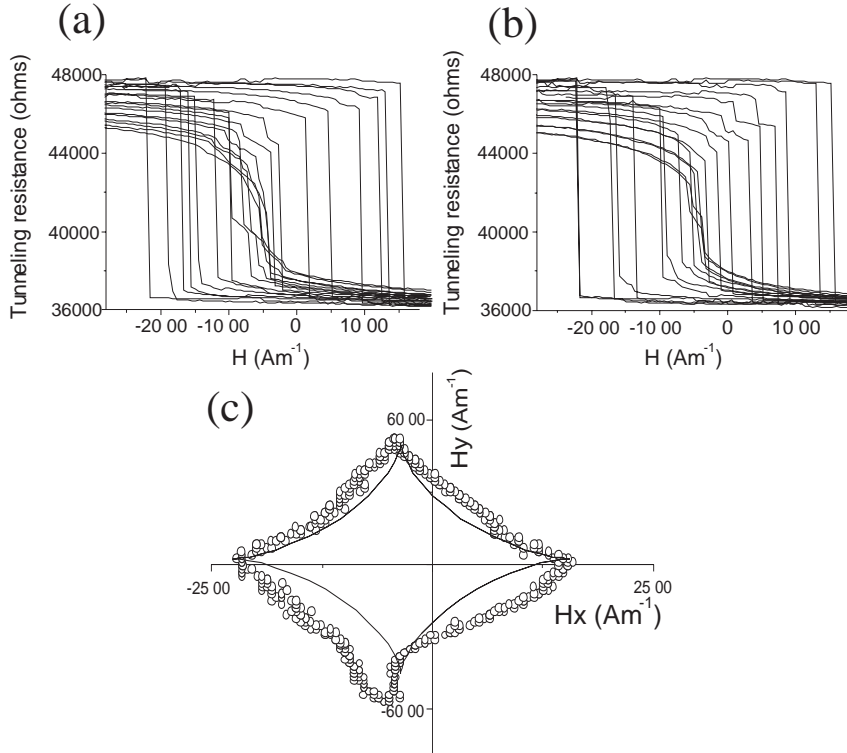 (a)
(b)
Tunneling resistance (ohms)
48000
44000
40000
36000
-20 00 -10 00 0 10 00
H (Am⁻¹)
Tunneling resistance (ohms)
48000
44000
40000
36000
-20 00 -10 00 0 10 00
H (Am⁻¹)
(c)
60 00
Hy (Am⁻¹)
-25 00
25 00
Hx (Am⁻¹)
-60 00